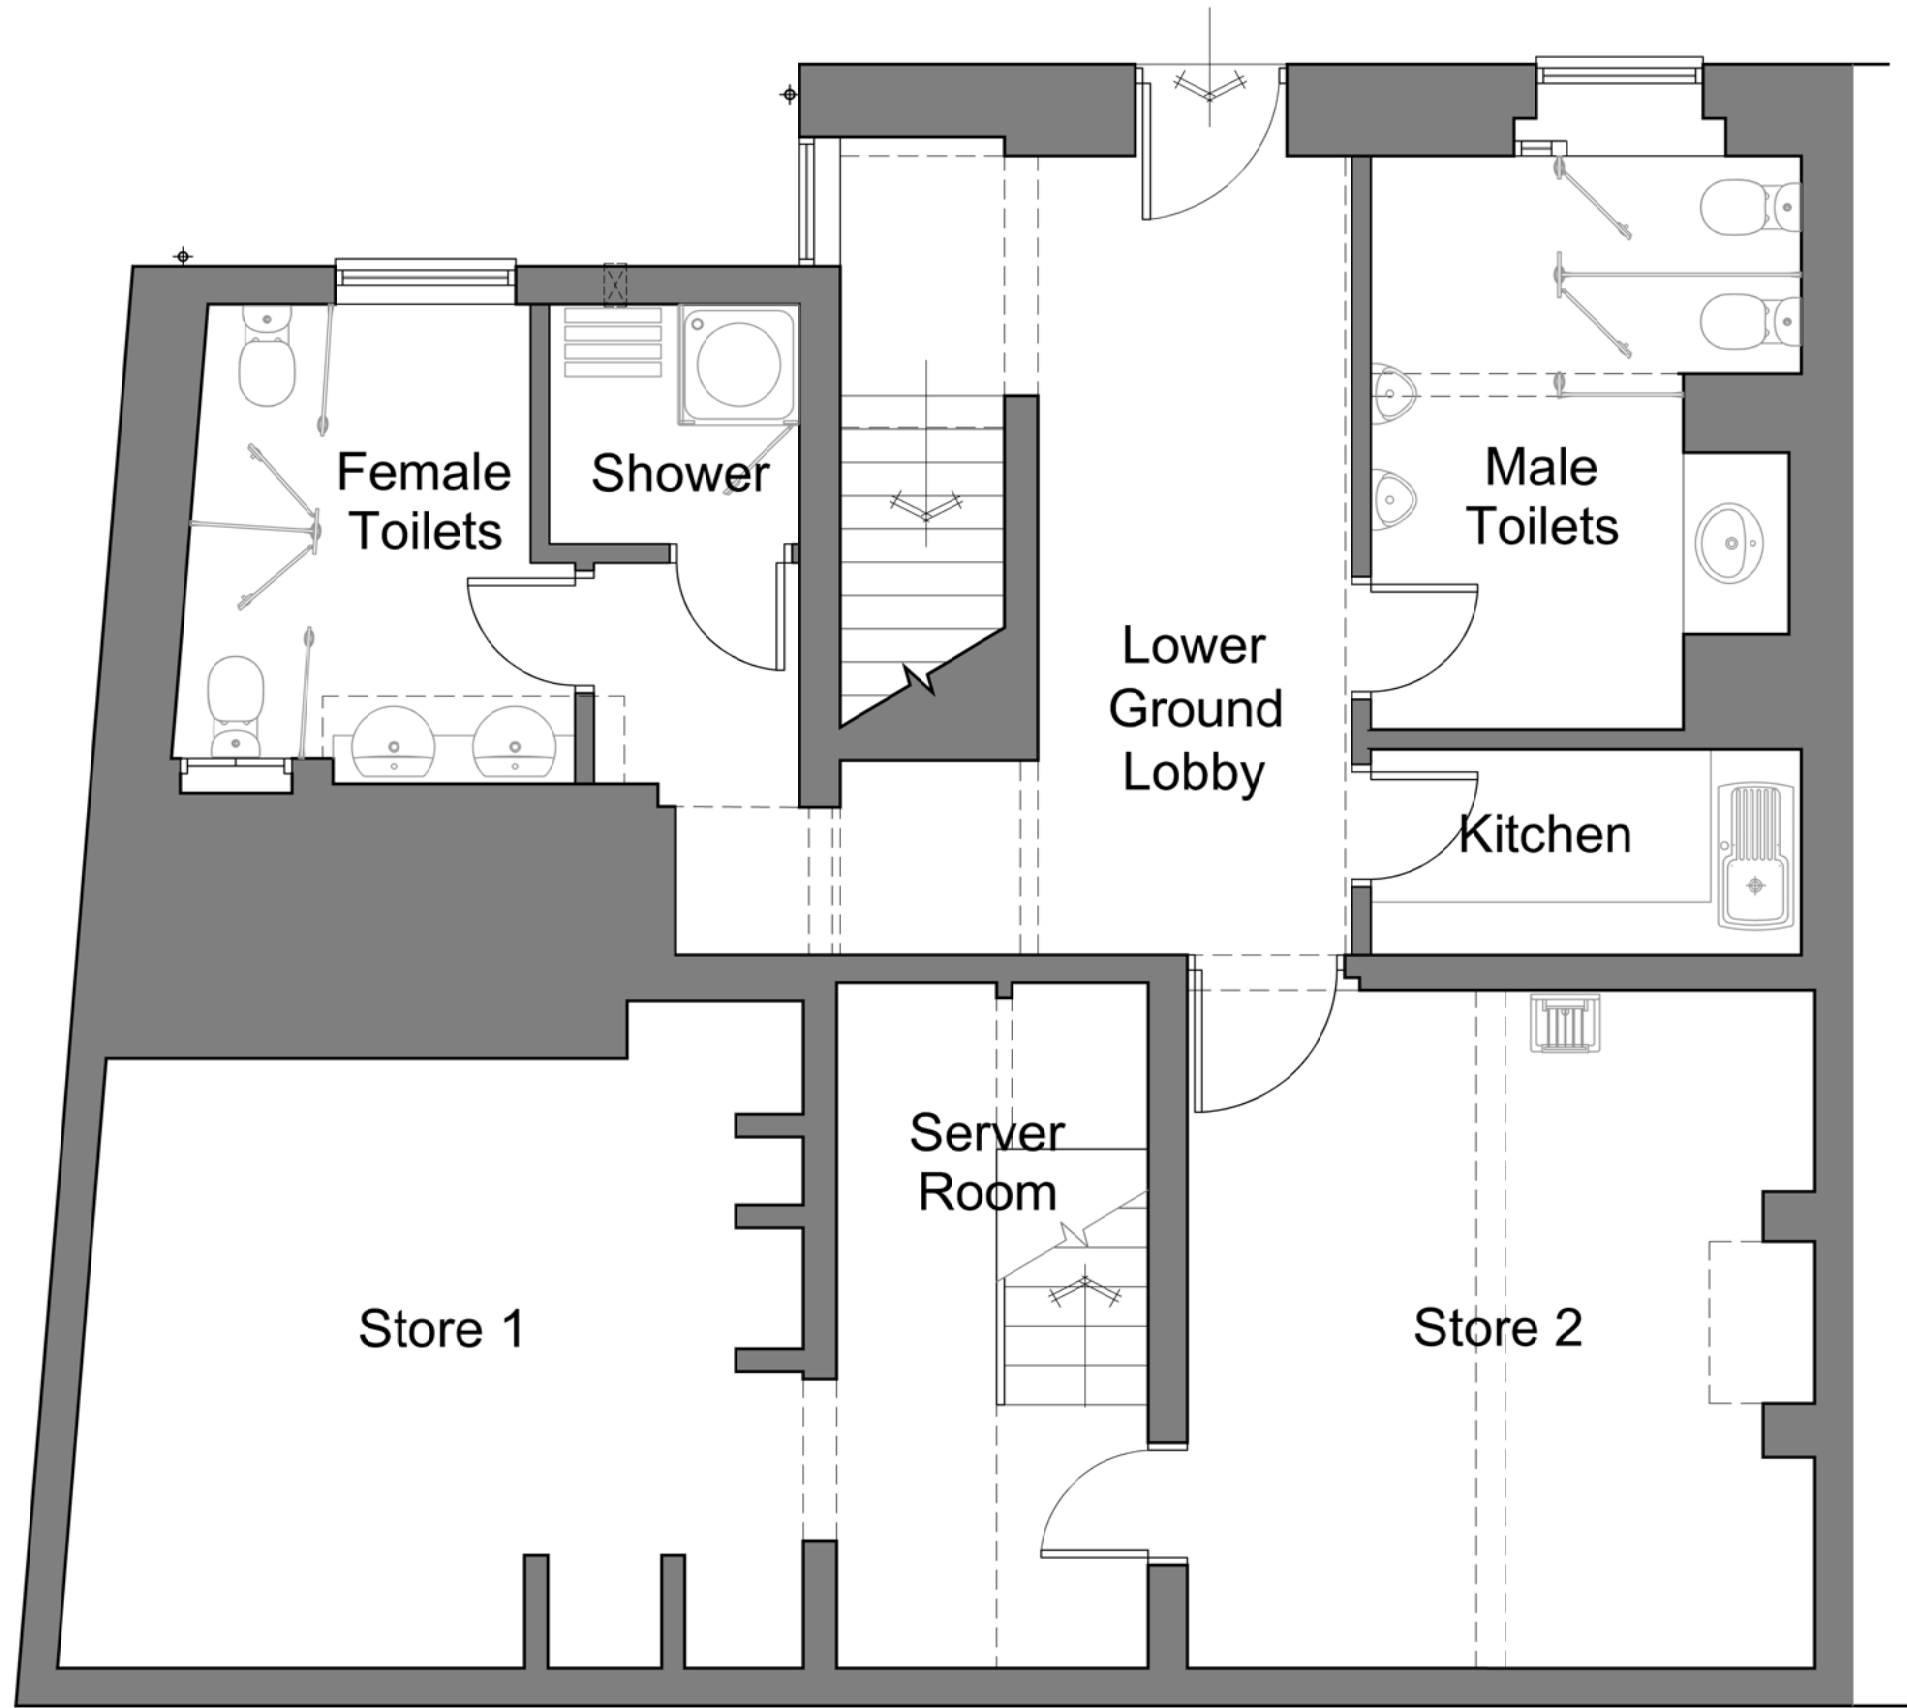 Female
Toilets
Shower
Male
Toilets
Lower
Ground
Lobby
Kitchen
Server
Room
Store 1
Store 2